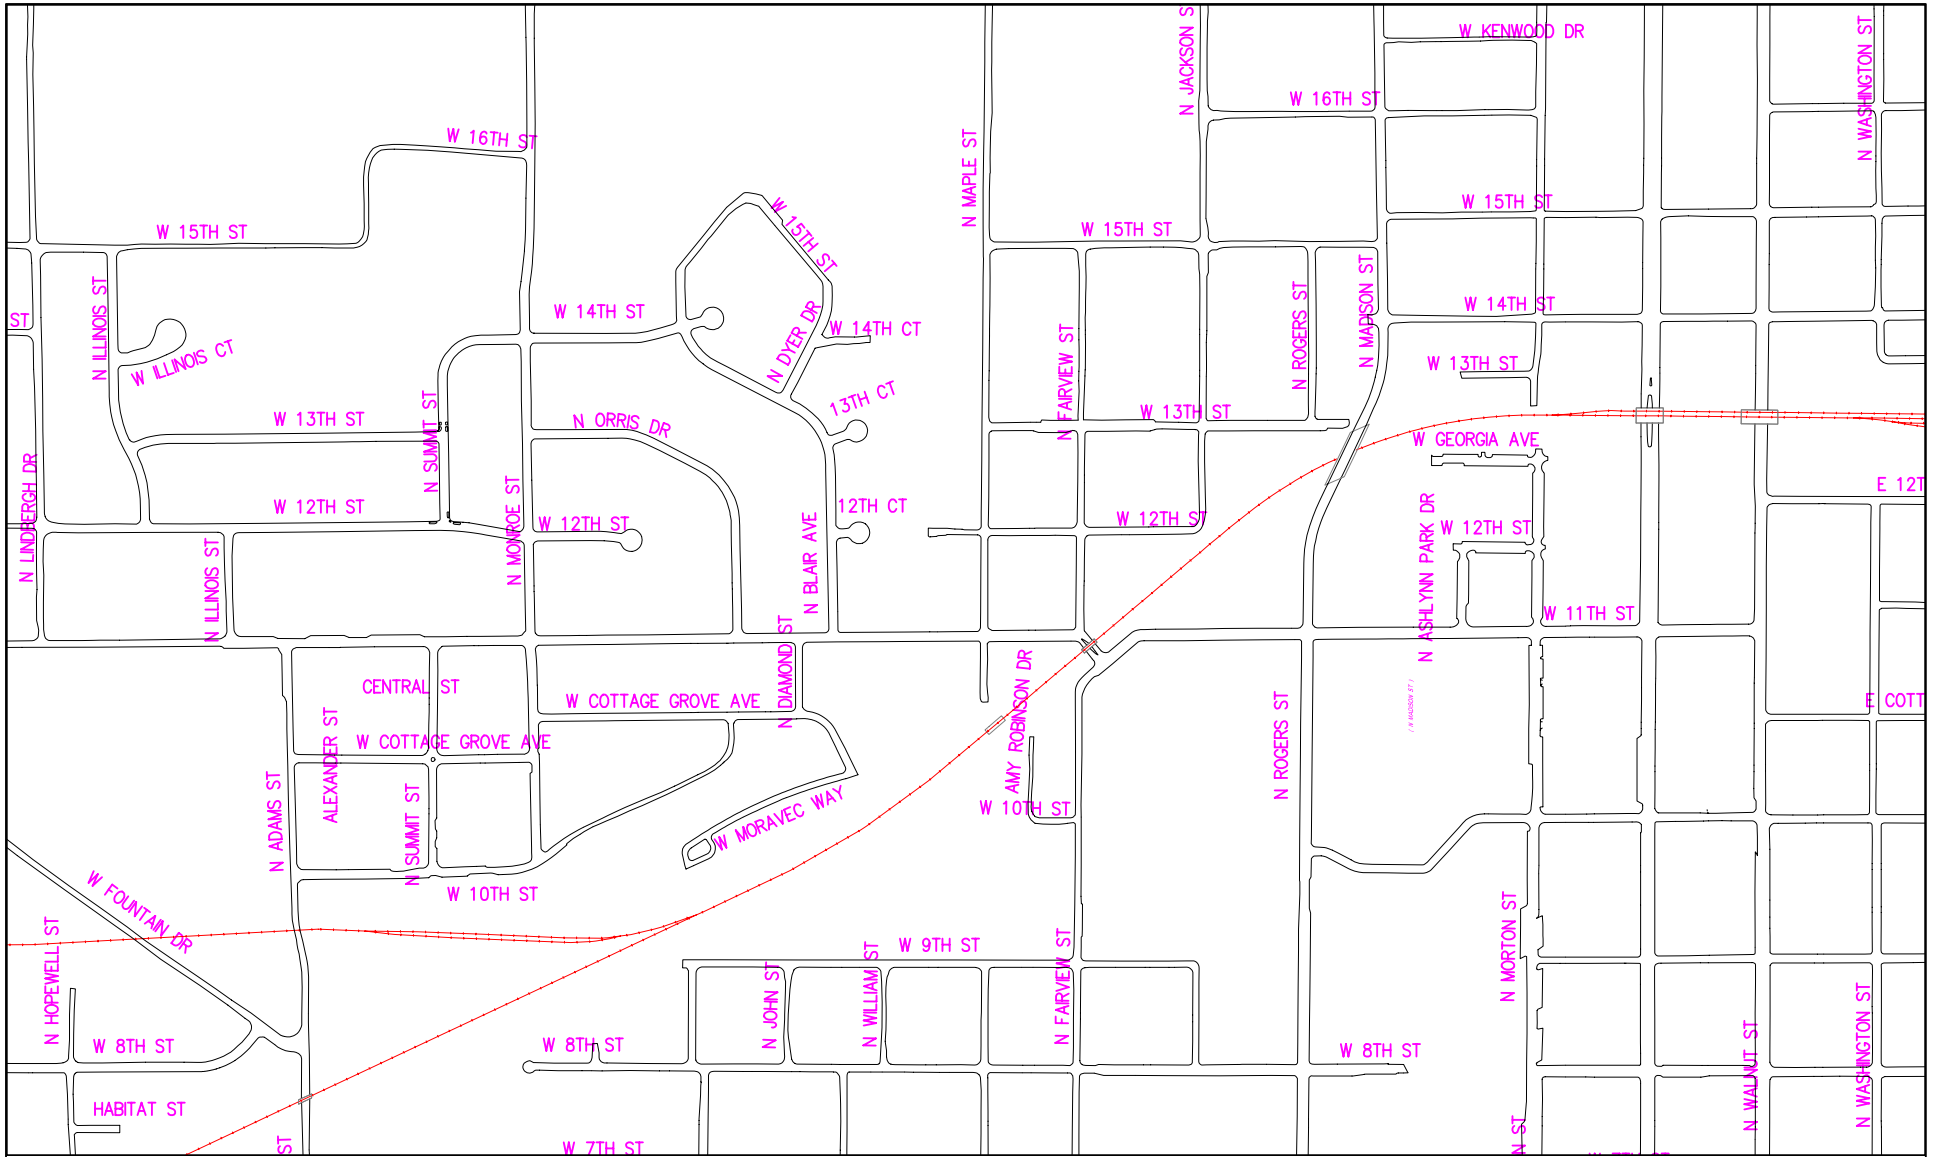 W KENWOOD DR
N JACKSON S
N WASHINGTON ST
W 16TH ST
W 16TH ST
N MAPLE ST
W 15TH ST
W 15TH ST
W 15TH ST
W 15TH ST
N ILLINOIS ST
ST
W ILLINOIS CT
W 14TH ST
N DYER DR
W 14TH CT
N FAIRVIEW ST
N ROGERS ST
N MADISON ST
W 14TH ST
W 13TH ST
W 13TH ST
N SUMMIT ST
N ORRIS DR
13TH CT
W 13TH ST
W GEORGIA AVE
N LINDBERGH DR
W 12TH ST
N MONROE ST
W 12TH ST
N BLAIR AVE
12TH CT
W 12TH ST
N ASHLYNN PARK DR
W 12TH ST
E 12T
N ILLINOIS ST
W 11TH ST
N DIAMOND ST
CENTRAL ST
W COTTAGE GROVE AVE
AMY ROBINSON DR
N ROGERS ST
( N MADISON ST )
E COTT
ALEXANDER ST
W COTTAGE GROVE AVE
N ADAMS ST
N SUMMIT ST
W MORAVEC WAY
W 10TH ST
W 10TH ST
W FOUNTAIN DR
N HOPEWELL ST
W 9TH ST
N JOHN ST
N WILLIAM ST
N FAIRVIEW ST
N MORTON ST
W 8TH ST
W 8TH ST
W 8TH ST
N WALNUT ST
N WASHINGTON ST
HABITAT ST
ST
W 7TH ST
N ST